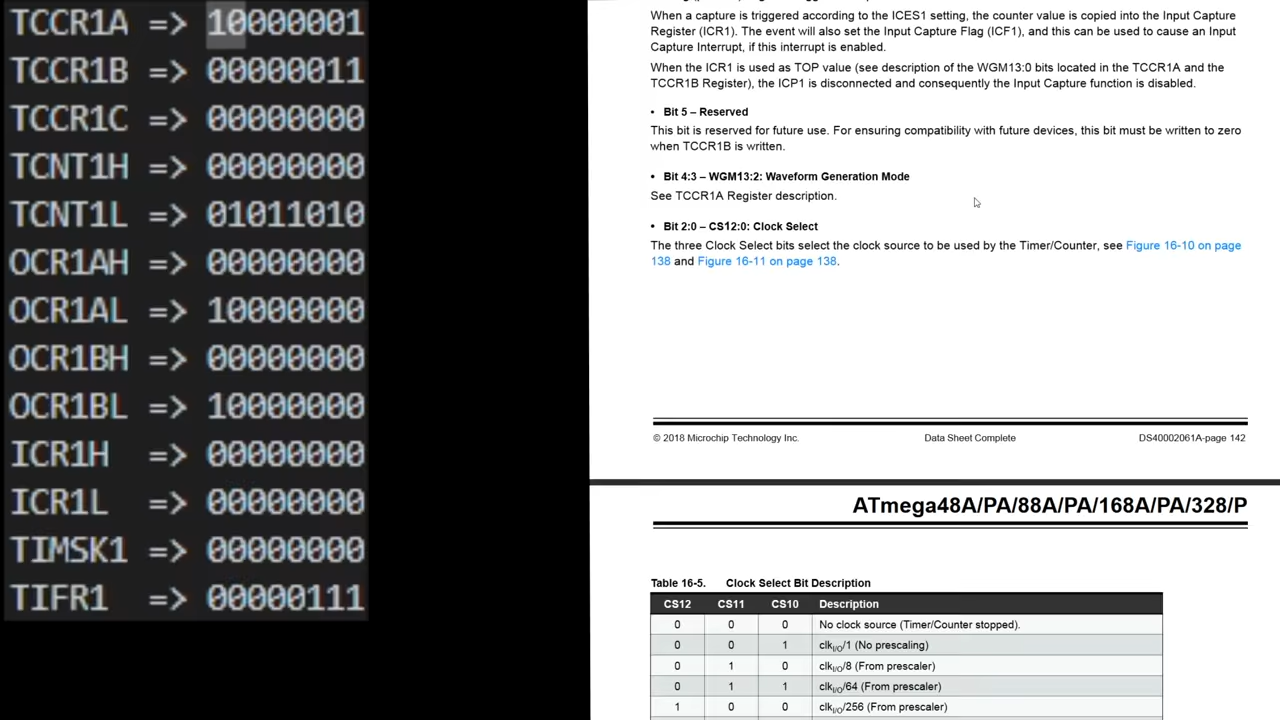 TCCR1A => 10000001
TCCR1B => 00000011
TCCR1C => 00000000
TCNT1H => 00000000
TCNT1L => 01011010
OCR1AH => 00000000
OCR1AL => 10000000
OCR1BH => 00000000
OCR1BL => 10000000
ICR1H => 00000000
ICR1L => 00000000
TIMSK1 => 00000000
TIFR1 => 00000111
When a capture is triggered according to the ICES1 setting, the counter value is copied into the Input Capture
Register (ICR1). The event will also set the Input Capture Flag (ICF1), and this can be used to cause an Input
Capture Interrupt, if this interrupt is enabled.
When the ICR1 is used as TOP value (see description of the WGM13:0 bits located in the TCCR1A and the
TCCR1B Register), the ICP1 is disconnected and consequently the Input Capture function is disabled.
• Bit 5 – Reserved
This bit is reserved for future use. For ensuring compatibility with future devices, this bit must be written to zero
when TCCR1B is written.
• Bit 4:3 – WGM13:2: Waveform Generation Mode
See TCCR1A Register description.
• Bit 2:0 – CS12:0: Clock Select
The three Clock Select bits select the clock source to be used by the Timer/Counter, see Figure 16-10 on page
138 and Figure 16-11 on page 138.
© 2018 Microchip Technology Inc. Data Sheet Complete DS40002061A-page 142
ATmega48A/PA/88A/PA/168A/PA/328/P
Table 16-5. Clock Select Bit Description
CS12 CS11 CS10 Description
0 0 0 No clock source (Timer/Counter stopped).
0 0 1 clkI/O/1 (No prescaling)
0 1 0 clkI/O/8 (From prescaler)
0 1 1 clkI/O/64 (From prescaler)
1 0 0 clkI/O/256 (From prescaler)